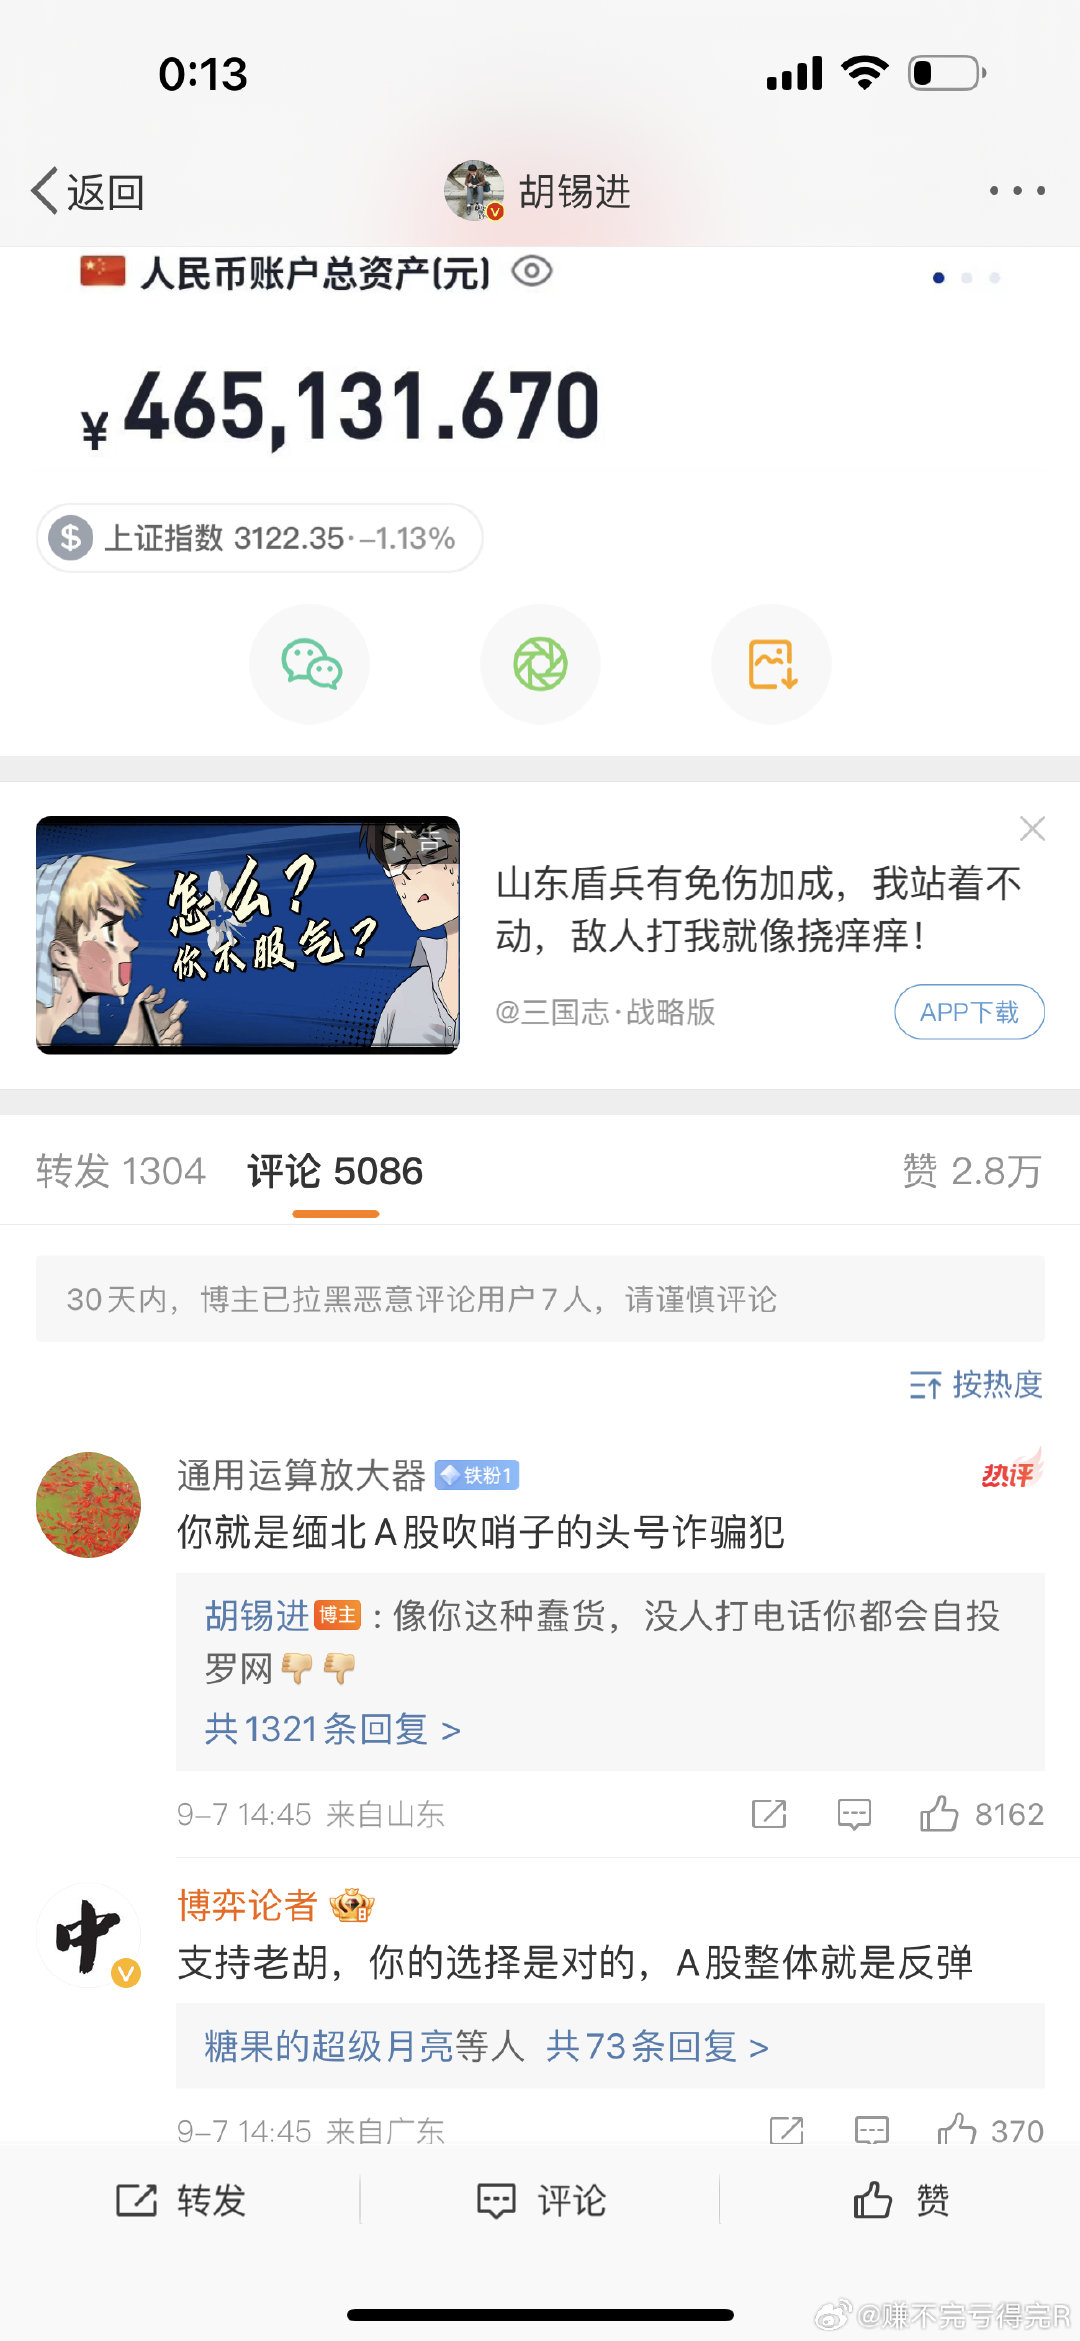 0:13
返回
胡锡进
人民币账户总资产(元)
¥465,131.670
上证指数 3122.35·-1.13%
广告
怎么?
你不服气?
山东盾兵有免伤加成，我站着不
动，敌人打我就像挠痒痒！
@三国志·战略版
APP下载
转发 1304 评论 5086 赞 2.8万
30天内，博主已拉黑恶意评论用户7人，请谨慎评论
按热度
通用运算放大器 铁粉1
热评
你就是缅北A股吹哨子的头号诈骗犯
胡锡进 博主：像你这种蠢货，没人打电话你都会自投
罗网👎👎
共1321条回复 >
9-7 14:45 来自山东 8162
中
博弈论者
支持老胡，你的选择是对的，A股整体就是反弹
糖果的超级月亮等人 共73条回复 >
9-7 14:45 来自广东 370
转发 评论 赞
@赚不完亏得完R